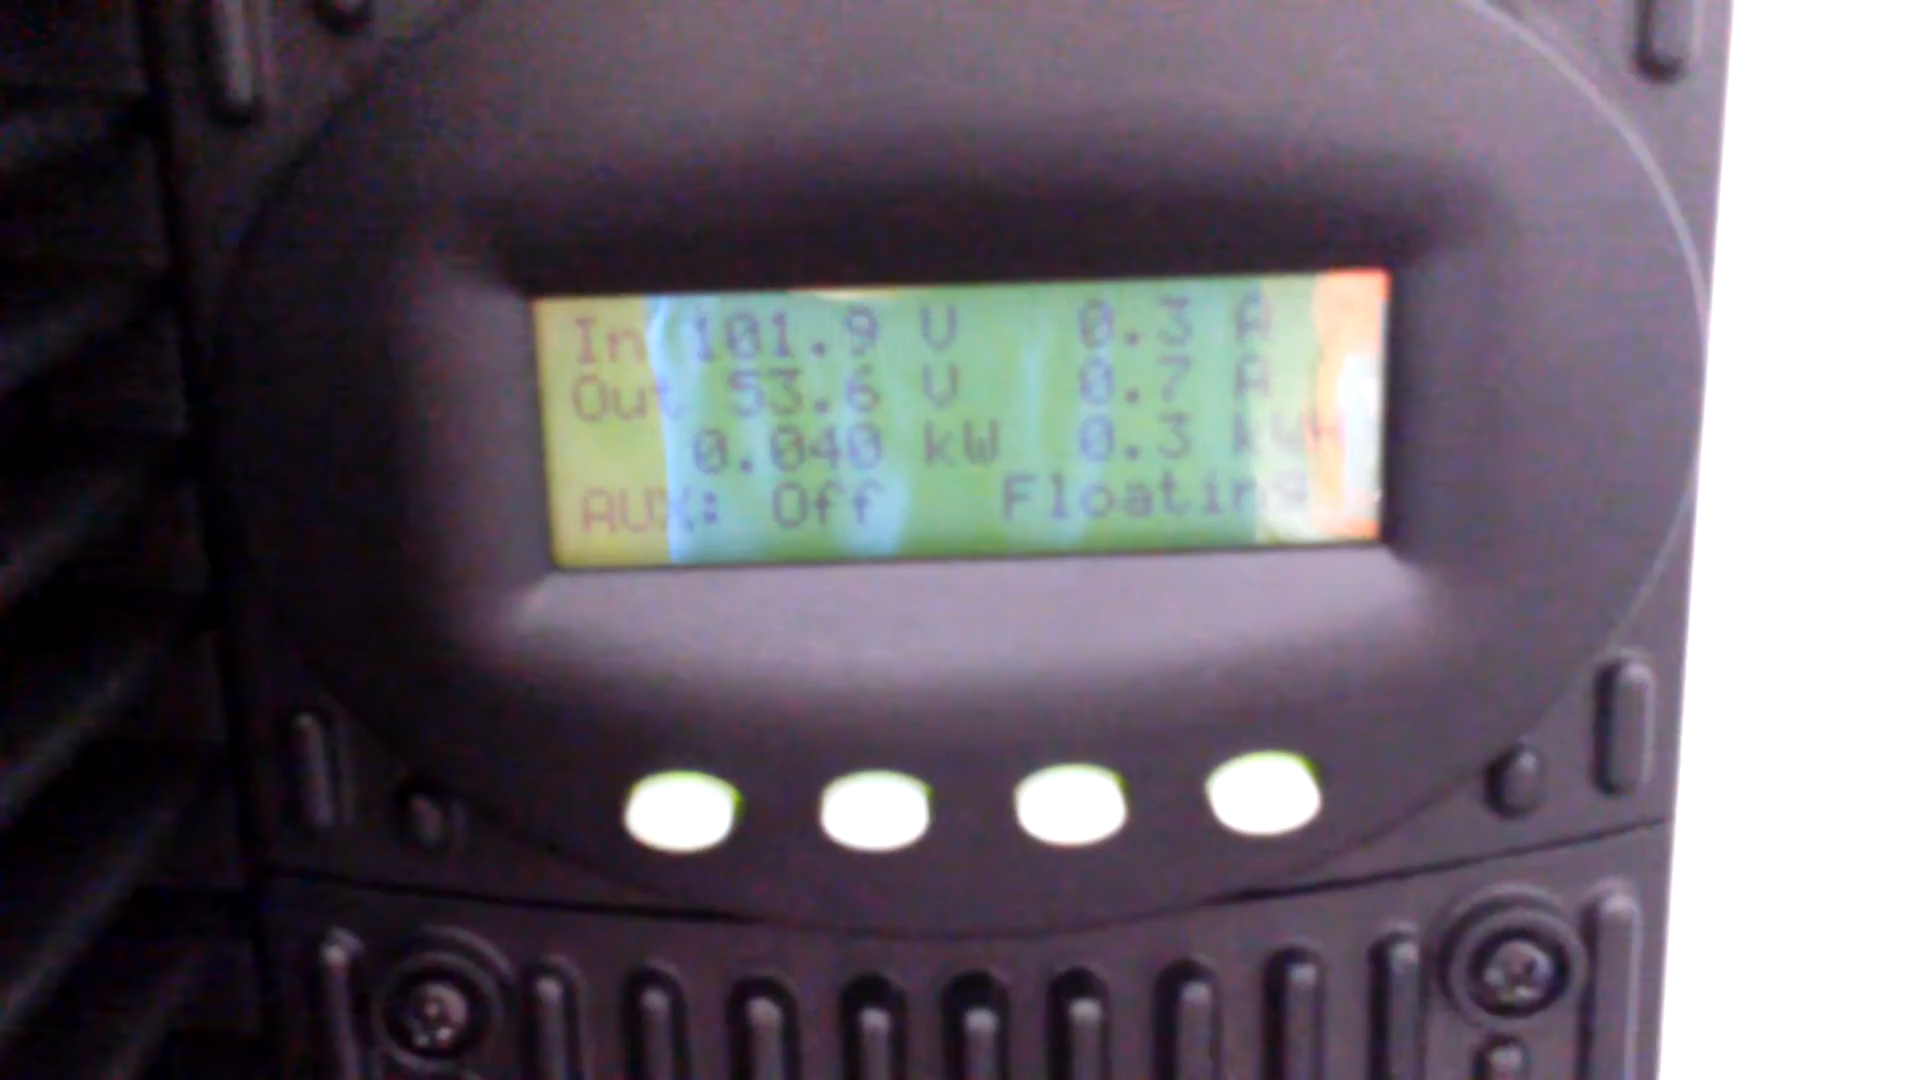 In 101.9 V 0.3 A
Out 53.6 V 0.7 A
0.040 kW 0.3 kWH
AUX: Off Floating